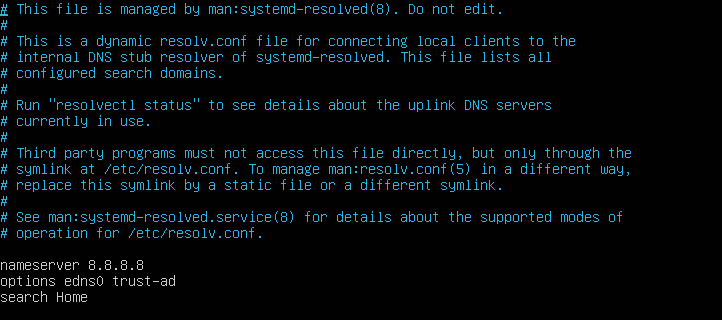 # This file is managed by man:systemd-resolved(8). Do not edit.
#
# This is a dynamic resolv.conf file for connecting local clients to the
# internal DNS stub resolver of systemd-resolved. This file lists all
# configured search domains.
#
# Run "resolvectl status" to see details about the uplink DNS servers
# currently in use.
#
# Third party programs must not access this file directly, but only through the
# symlink at /etc/resolv.conf. To manage man:resolv.conf(5) in a different way,
# replace this symlink by a static file or a different symlink.
#
# See man:systemd-resolved.service(8) for details about the supported modes of
# operation for /etc/resolv.conf.
nameserver 8.8.8.8
options edns0 trust-ad
search Home